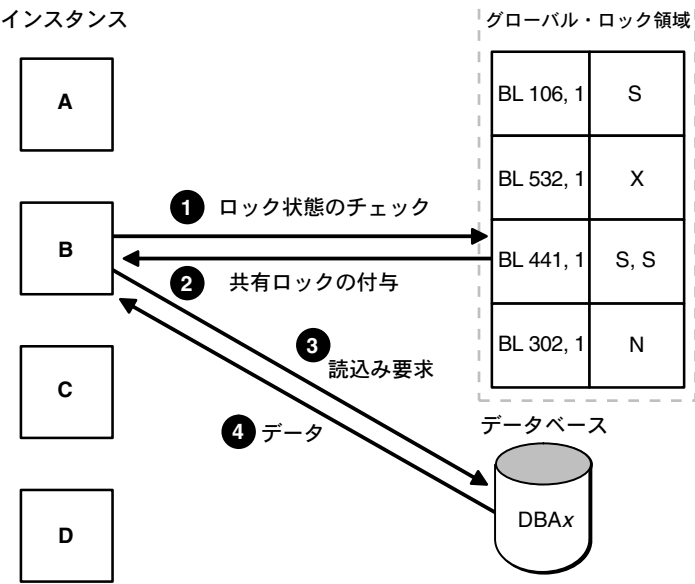 インスタンス
グローバル・ロック領域
A
BL 106, 1
S
BL 532, 1
X
1 ロック状態のチェック
B
BL 441, 1
S, S
2 共有ロックの付与
BL 302, 1
N
3
読込み要求
C
4 データ
データベース
DBAx
D